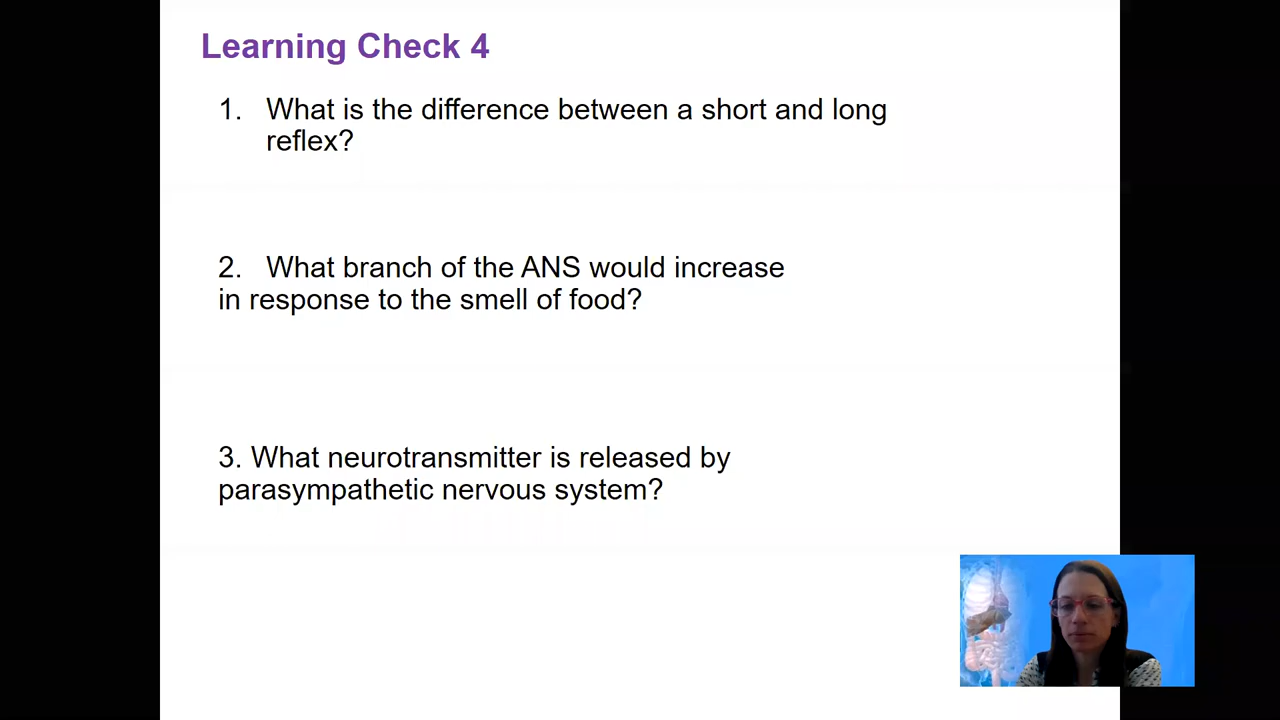 Learning Check 4
1. What is the difference between a short and long
reflex?
2. What branch of the ANS would increase
in response to the smell of food?
3. What neurotransmitter is released by
parasympathetic nervous system?